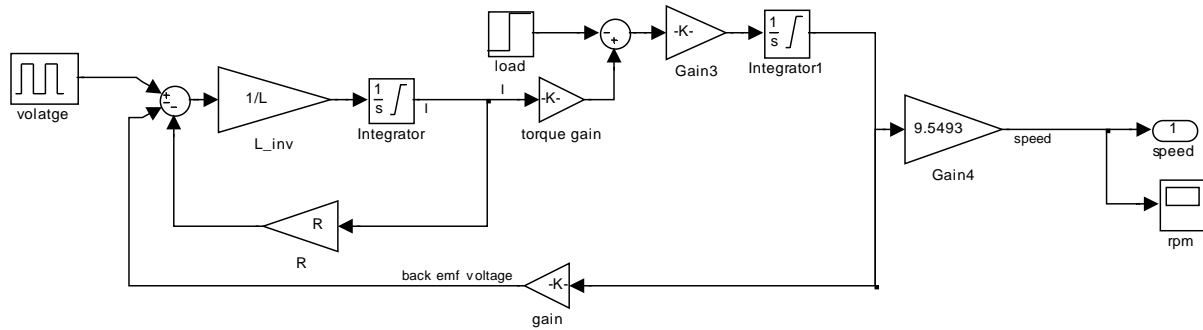 volatge
+
−
−
1/L
L_inv
1
s
Integrator
I
I
-K-
torque gain
load
−
+
-K-
Gain3
1
s
Integrator1
9.5493
Gain4
speed
1
speed
rpm
R
R
back emf voltage
-K-
gain